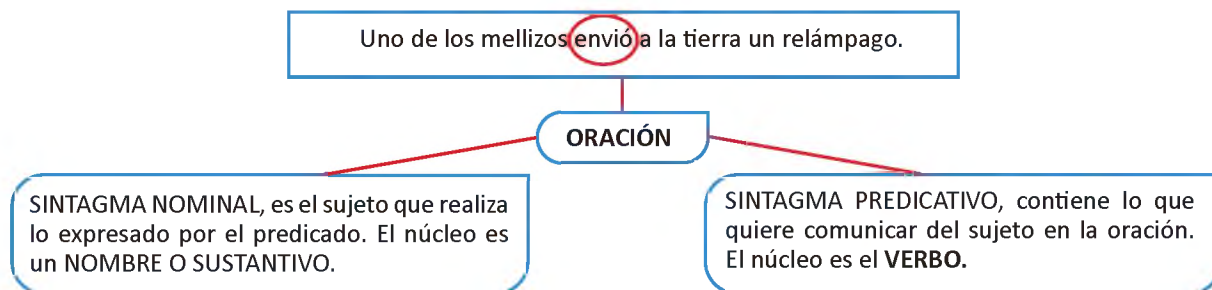 Uno de los mellizos envió a la tierra un relámpago.
ORACIÓN
SINTAGMA NOMINAL, es el sujeto que realiza
lo expresado por el predicado. El núcleo es
un NOMBRE O SUSTANTIVO.
SINTAGMA PREDICATIVO, contiene lo que
quiere comunicar del sujeto en la oración.
El núcleo es el VERBO.